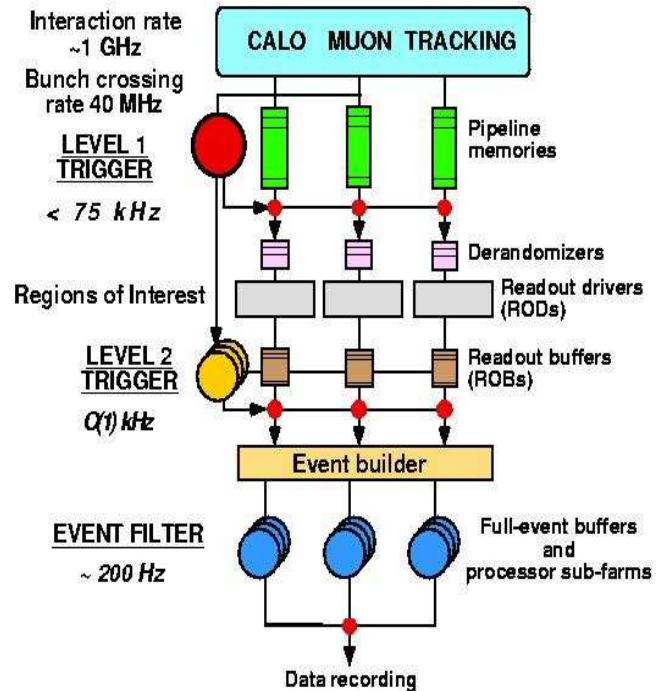 Interaction rate
~1 GHz
CALO MUON TRACKING
Bunch crossing
rate 40 MHz
LEVEL 1
TRIGGER
< 75 kHz
Pipeline
memories
Derandomizers
Regions of Interest
Readout drivers
(RODs)
LEVEL 2
TRIGGER
O(1) kHz
Readout buffers
(ROBs)
Event builder
EVENT FILTER
~ 200 Hz
Full-event buffers
and
processor sub-farms
Data recording